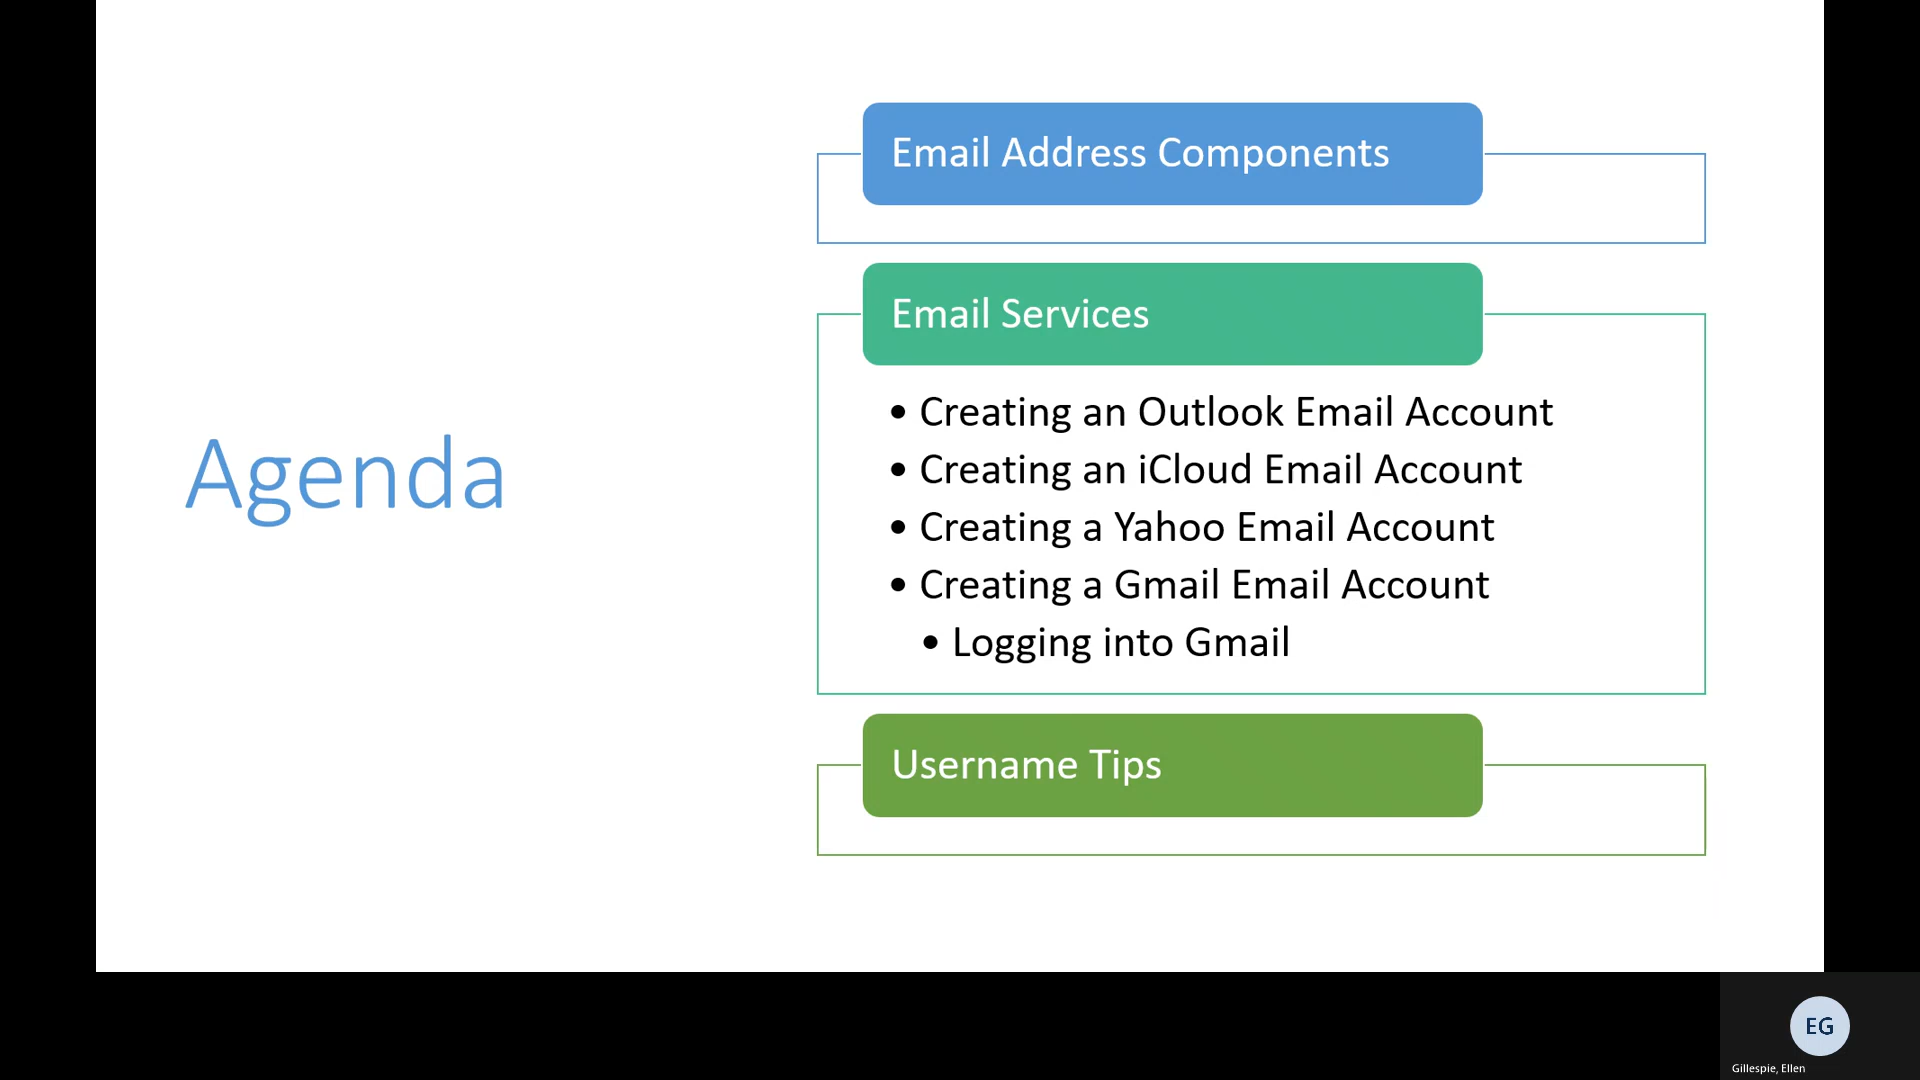 Agenda
Email Address Components
Email Services
• Creating an Outlook Email Account
• Creating an iCloud Email Account
• Creating a Yahoo Email Account
• Creating a Gmail Email Account
• Logging into Gmail
Username Tips
EG
Gillespie, Ellen